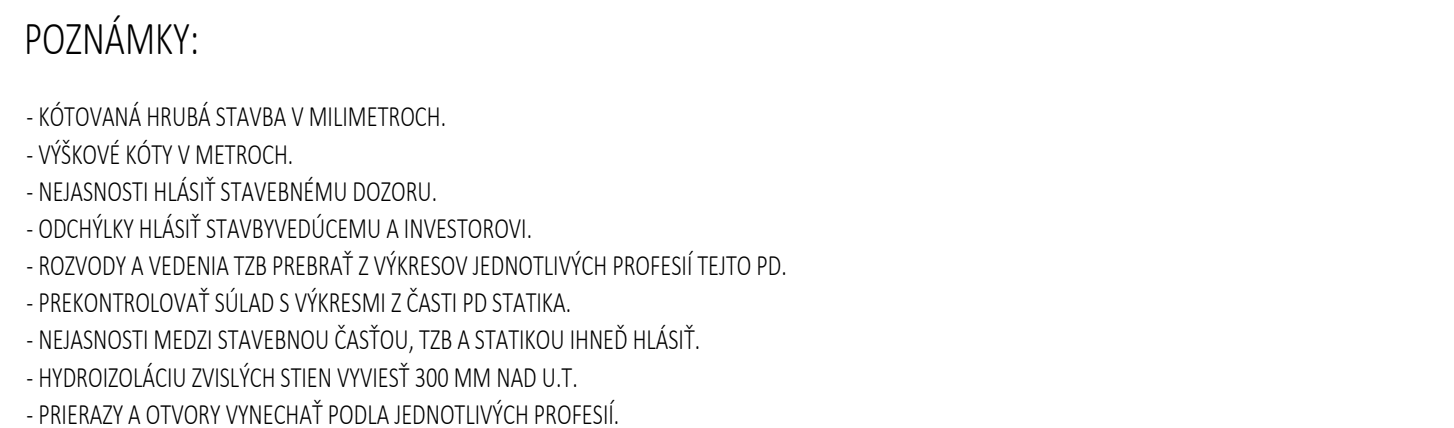 POZNÁMKY:
- KÓTOVANÁ HRUBÁ STAVBA V MILIMETROCH.
- VÝŠKOVÉ KÓTY V METROCH.
- NEJASNOSTI HLÁSIŤ STAVEBNÉMU DOZORU.
- ODCHÝLKY HLÁSIŤ STAVBYVEDÚCEMU A INVESTOROVI.
- ROZVODY A VEDENIA TZB PREBRAŤ Z VÝKRESOV JEDNOTLIVÝCH PROFESIÍ TEJTO PD.
- PREKONTROLOVAŤ SÚLAD S VÝKRESMI Z ČASTI PD STATIKA.
- NEJASNOSTI MEDZI STAVEBNOU ČASŤOU, TZB A STATIKOU IHNEĎ HLÁSIŤ.
- HYDROIZOLÁCIU ZVISLÝCH STIEN VYVIESŤ 300 MM NAD U.T.
- PRIERAZY A OTVORY VYNECHAŤ PODLA JEDNOTLIVÝCH PROFESIÍ.